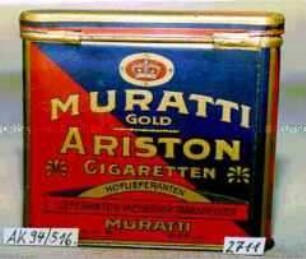 MURATTI
GOLD
ARISTON
CIGARETTEN
HOFLIEFERANTEN
MURATTI
AK 94/516.
2711